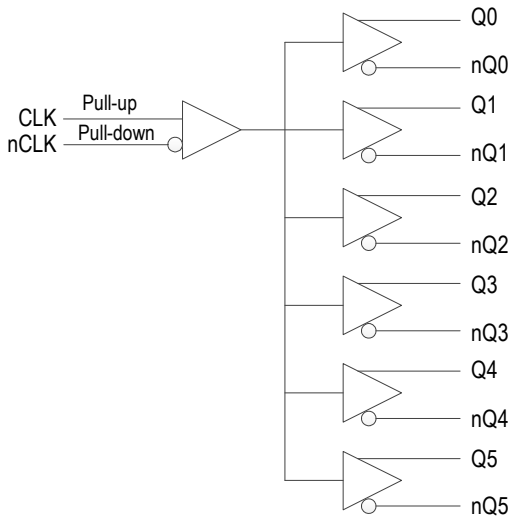 Q0
nQ0
Q1
nQ1
CLK Pull-up
nCLK Pull-down
Q2
nQ2
Q3
nQ3
Q4
nQ4
Q5
nQ5